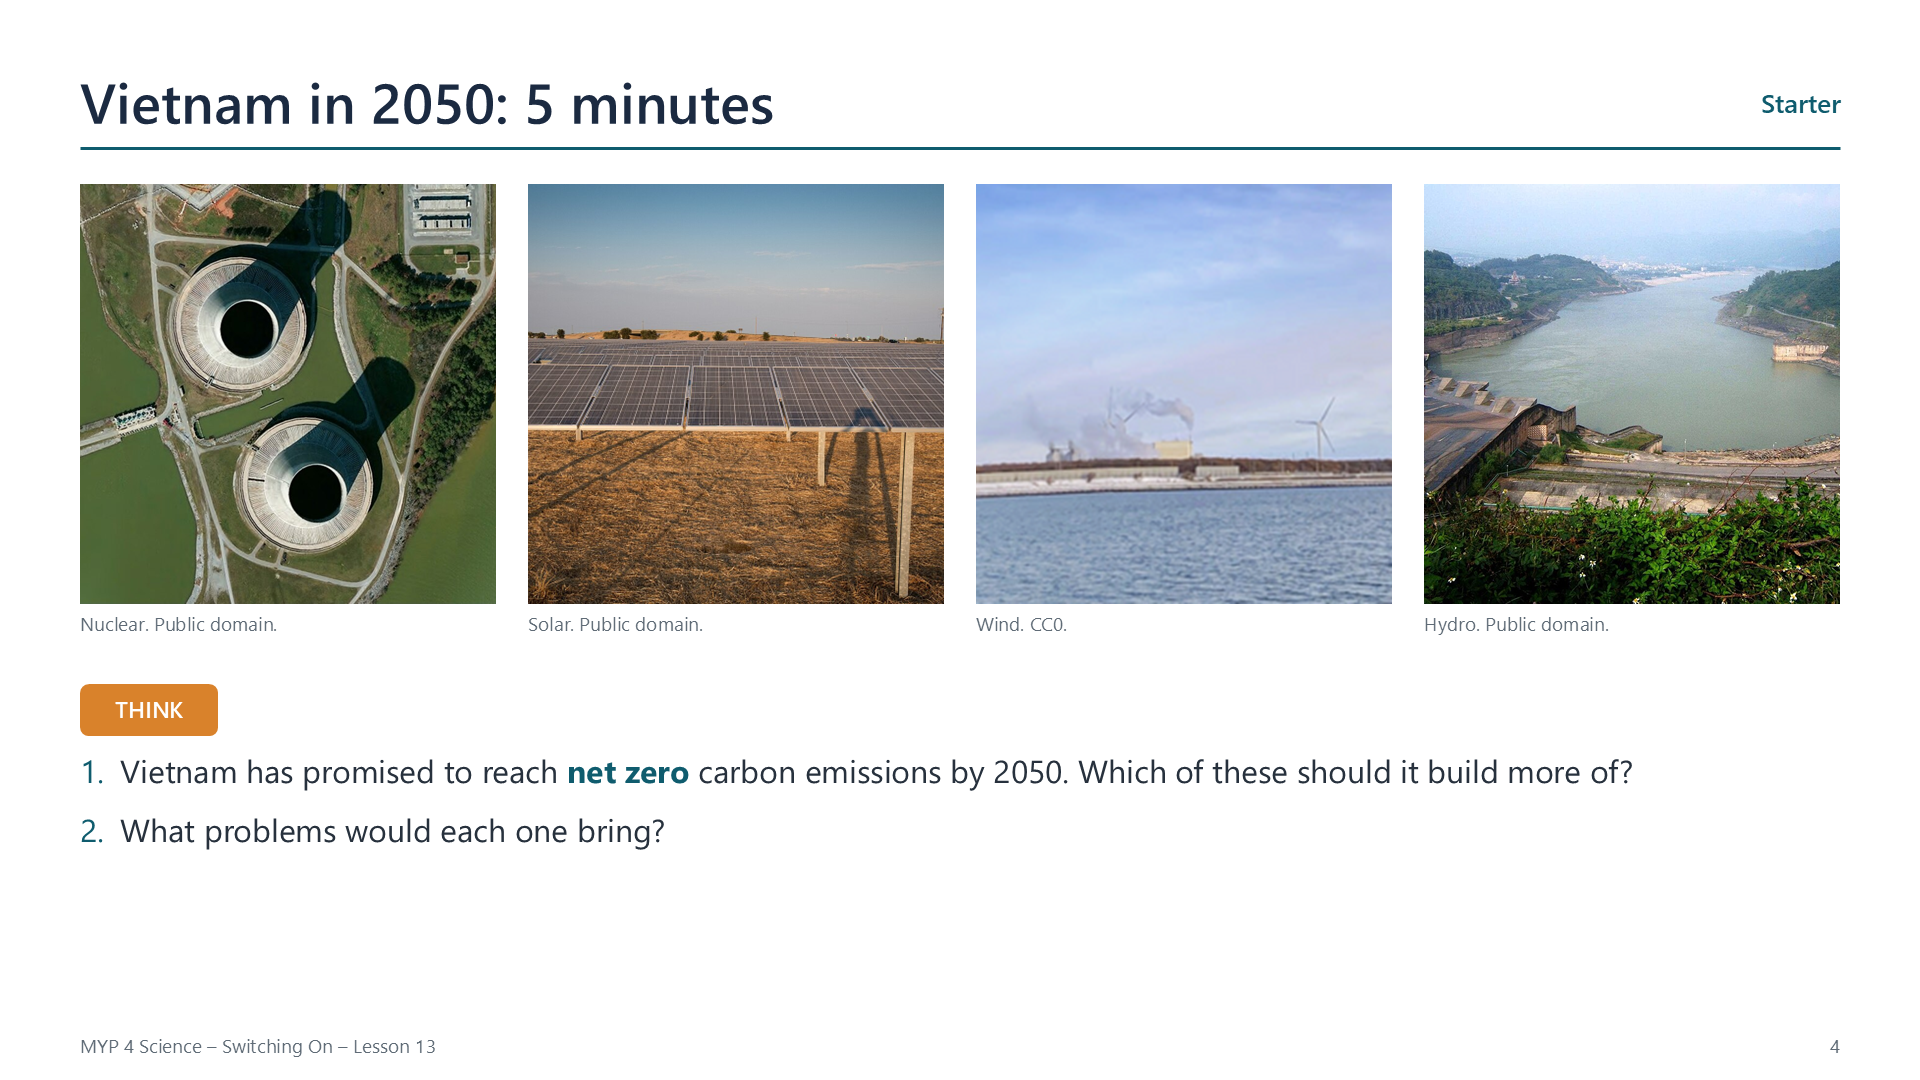 Vietnam in 2050: 5 minutes
Starter
Nuclear. Public domain.
Solar. Public domain.
Wind. CC0.
Hydro. Public domain.
THINK
1. Vietnam has promised to reach net zero carbon emissions by 2050. Which of these should it build more of?
2. What problems would each one bring?
MYP 4 Science – Switching On – Lesson 13
4